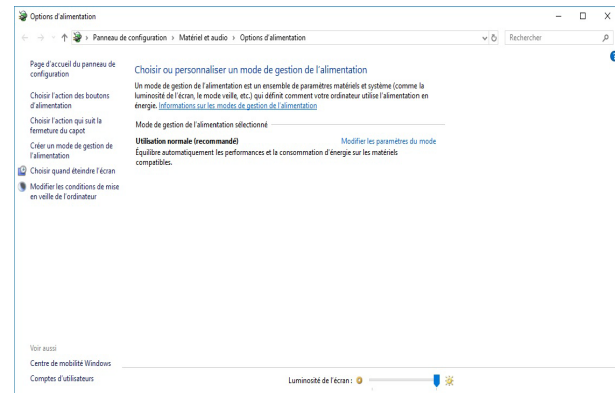 Options d'alimentation
Panneau de configuration > Matériel et audio > Options d'alimentation
Rechercher
Page d'accueil du panneau de
configuration
Choisir l'action des boutons
d'alimentation
Choisir l'action qui suit la
fermeture du capot
Créer un mode de gestion de
l'alimentation
Choisir quand éteindre l'écran
Modifier les conditions de mise
en veille de l'ordinateur
Choisir ou personnaliser un mode de gestion de l'alimentation
Un mode de gestion de l'alimentation est un ensemble de paramètres matériels et système (comme la
luminosité de l'écran, le mode veille, etc.) qui définit comment votre ordinateur utilise l'alimentation en
énergie. Informations sur les modes de gestion de l'alimentation
Mode de gestion de l'alimentation sélectionné
Utilisation normale (recommandé) Modifier les paramètres du mode
Équilibre automatiquement les performances et la consommation d'énergie sur les matériels
compatibles.
Voir aussi
Centre de mobilité Windows
Comptes d'utilisateurs
Luminosité de l'écran :